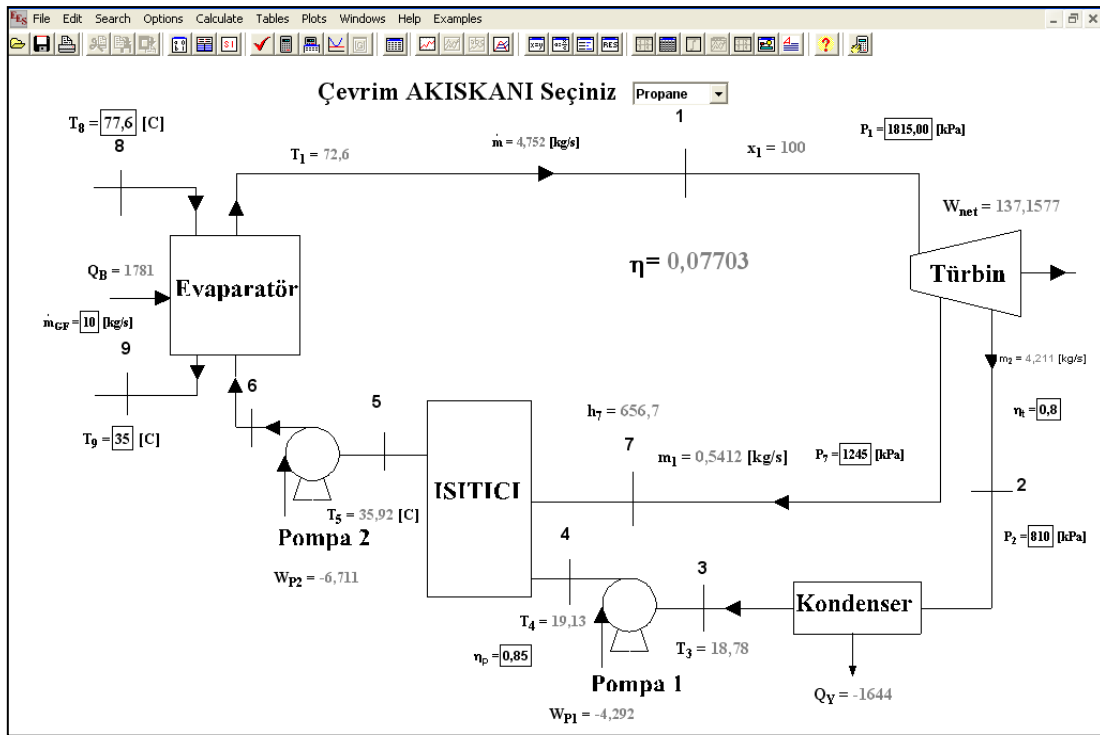 File Edit Search Options Calculate Tables Plots Windows Help Examples
Çevrim AKISKANI Seçiniz Propane
T8 = 77,6 [C]
8
T1 = 72,6
ṁ = 4,752 [kg/s]
1
x1 = 100
P1 = 1815,00 [kPa]
Wnet = 137,1577
QB = 1781
Evaparatör
η= 0,07703
Türbin
ṁGF = 10 [kg/s]
9
6
5
m2 = 4,211 [kg/s]
h7 = 656,7
ηt = 0,8
T9 = 35 [C]
7
m1 = 0,5412 [kg/s]
P7 = 1245 [kPa]
2
ISITICI
T5 = 35,92 [C]
Pompa 2
P2 = 810 [kPa]
4
3
WP2 = -6,711
Kondenser
T4 = 19,13
T3 = 18,78
ηp = 0,85
Pompa 1
QY = -1644
WP1 = -4,292